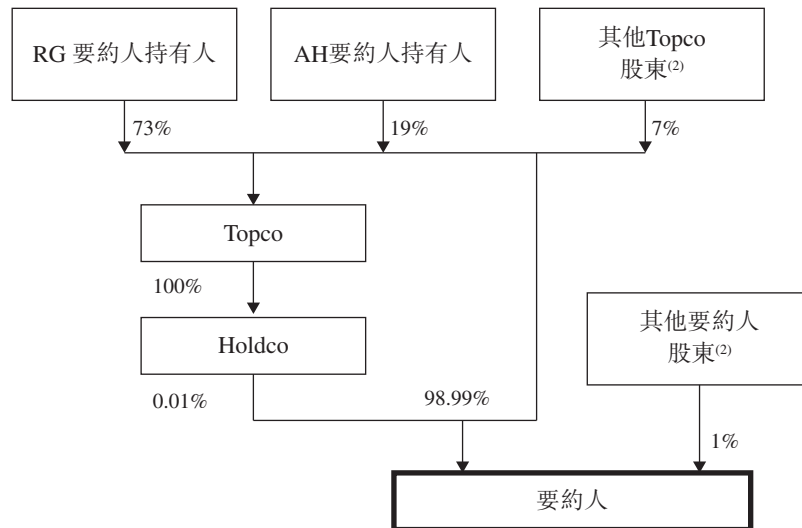 RG 要約人持有人
AH要約人持有人
其他Topco
股東(2)
73%
19%
7%
Topco
100%
Holdco
其他要約人
股東(2)
0.01%
98.99%
1%
要約人